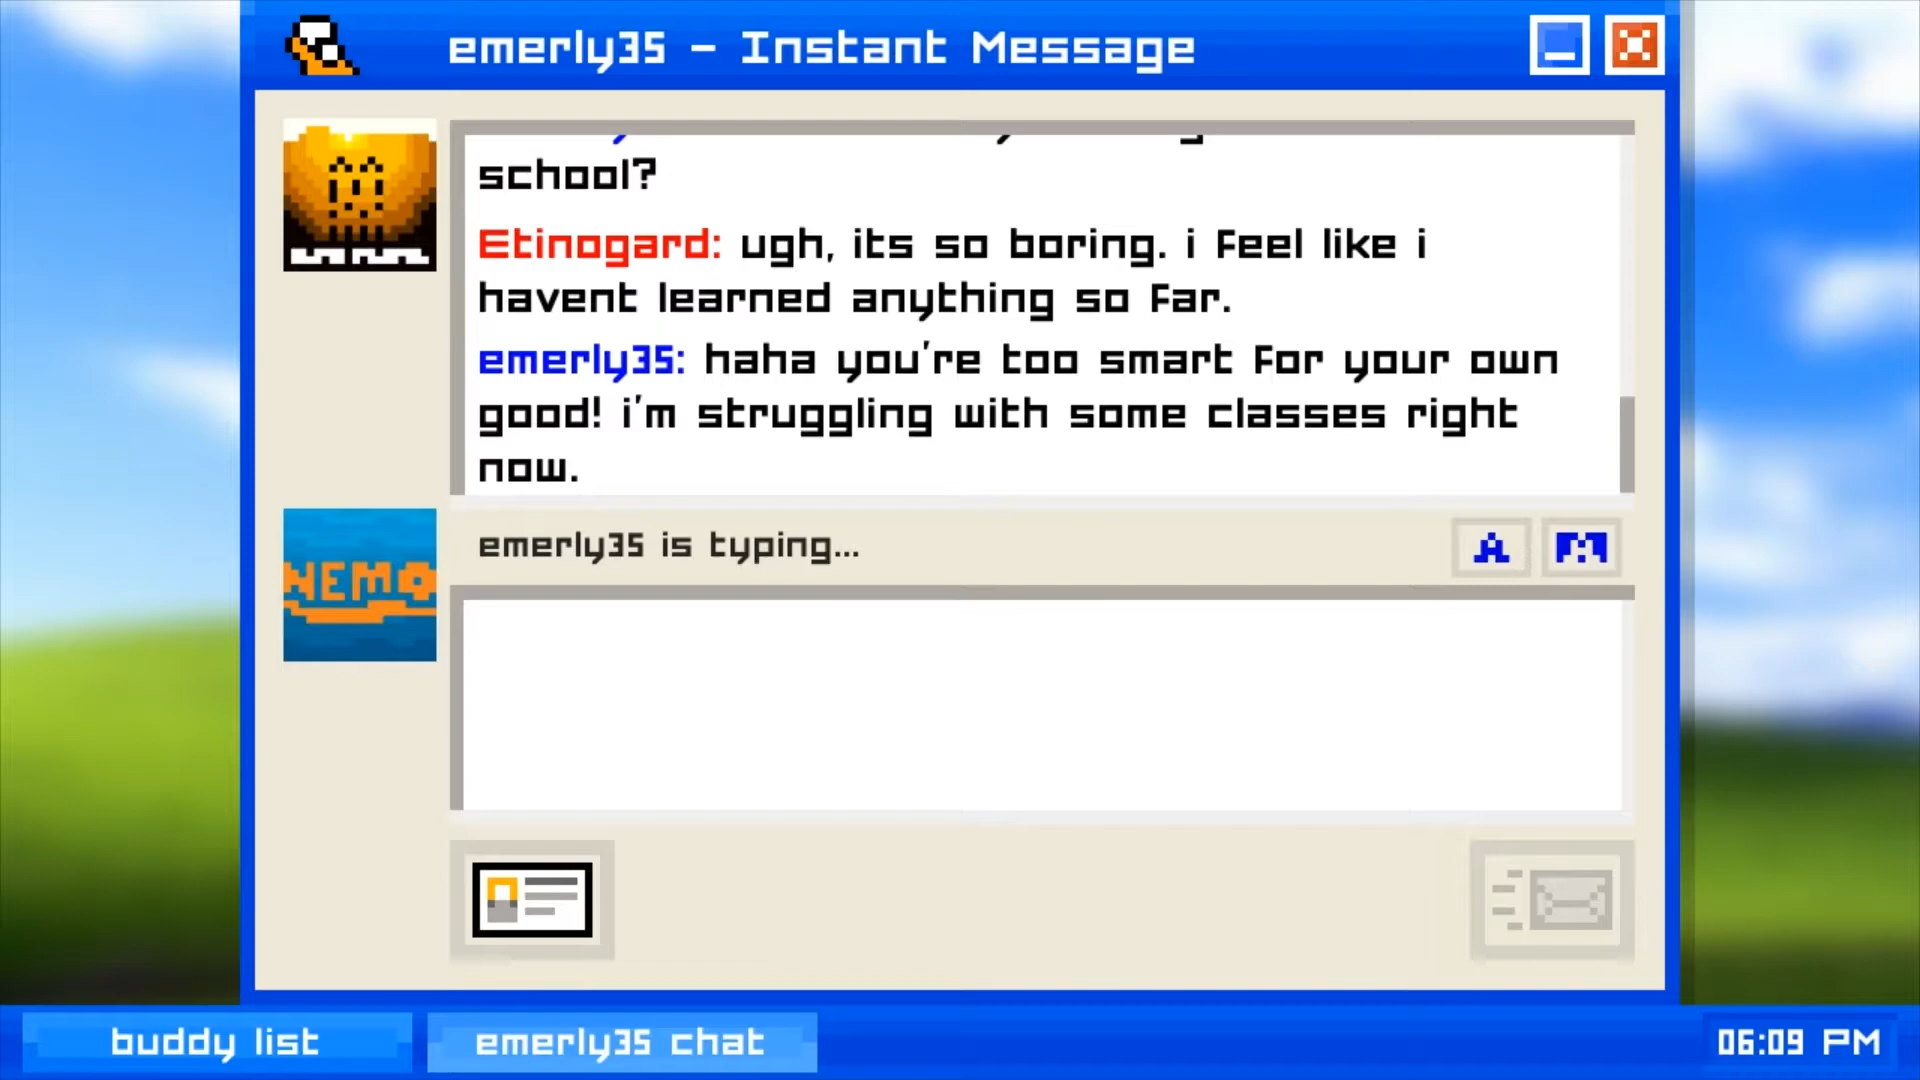 emerly35 - Instant Message
school?
Etinogard: ugh, its so boring. i feel like i
havent learned anything so far.
emerly35: haha you're too smart for your own
good! i'm struggling with some classes right
now.
NEMO
emerly35 is typing...
A
buddy list
emerly35 chat
06:09 PM